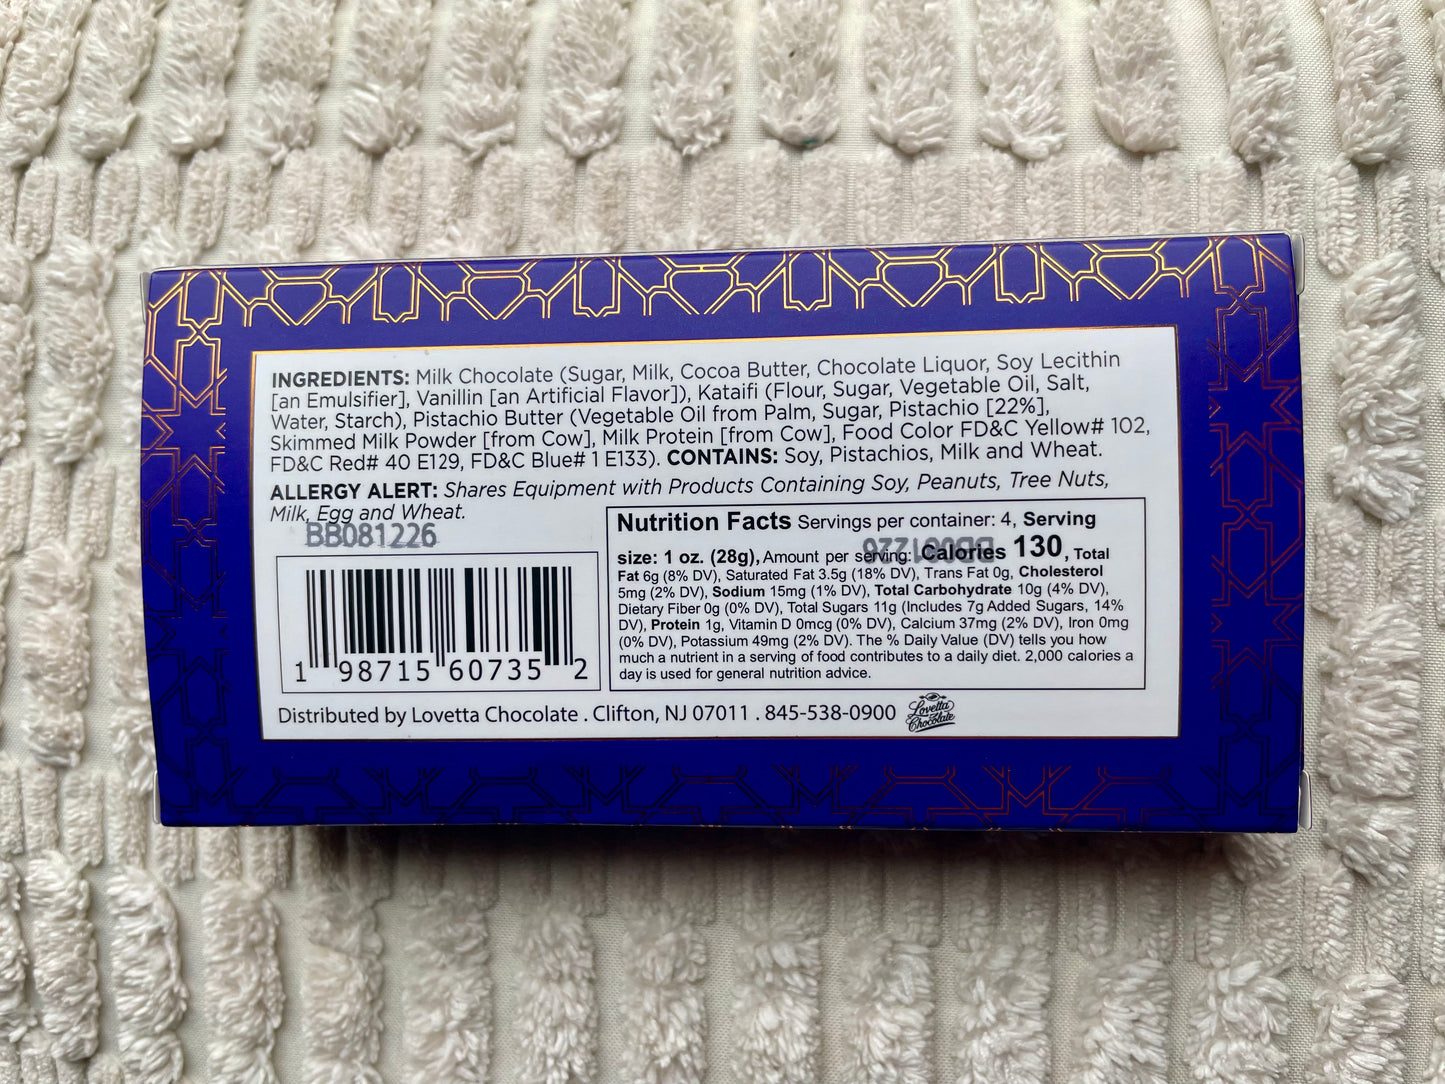 INGREDIENTS: Milk Chocolate (Sugar, Milk, Cocoa Butter, Chocolate Liquor, Soy Lecithin
[an Emulsifier], Vanillin [an Artificial Flavor]), Kataifi (Flour, Sugar, Vegetable Oil, Salt,
Water, Starch), Pistachio Butter (Vegetable Oil from Palm, Sugar, Pistachio [22%],
Skimmed Milk Powder [from Cow], Milk Protein [from Cow], Food Color FD&C Yellow# 102,
FD&C Red# 40 E129, FD&C Blue# 1 E133). CONTAINS: Soy, Pistachios, Milk and Wheat.
ALLERGY ALERT: Shares Equipment with Products Containing Soy, Peanuts, Tree Nuts,
Milk, Egg and Wheat.
BB081226
1 98715 60735 2
Nutrition Facts Servings per container: 4, Serving
size: 1 oz. (28g), Amount per serving: Calories 130, Total
BB081226
Fat 6g (8% DV), Saturated Fat 3.5g (18% DV), Trans Fat 0g, Cholesterol
5mg (2% DV), Sodium 15mg (1% DV), Total Carbohydrate 10g (4% DV),
Dietary Fiber 0g (0% DV), Total Sugars 11g (Includes 7g Added Sugars, 14%
DV), Protein 1g, Vitamin D 0mcg (0% DV), Calcium 37mg (2% DV), Iron 0mg
(0% DV), Potassium 49mg (2% DV). The % Daily Value (DV) tells you how
much a nutrient in a serving of food contributes to a daily diet. 2,000 calories a
day is used for general nutrition advice.
Distributed by Lovetta Chocolate . Clifton, NJ 07011 . 845-538-0900
Lovetta
Chocolate